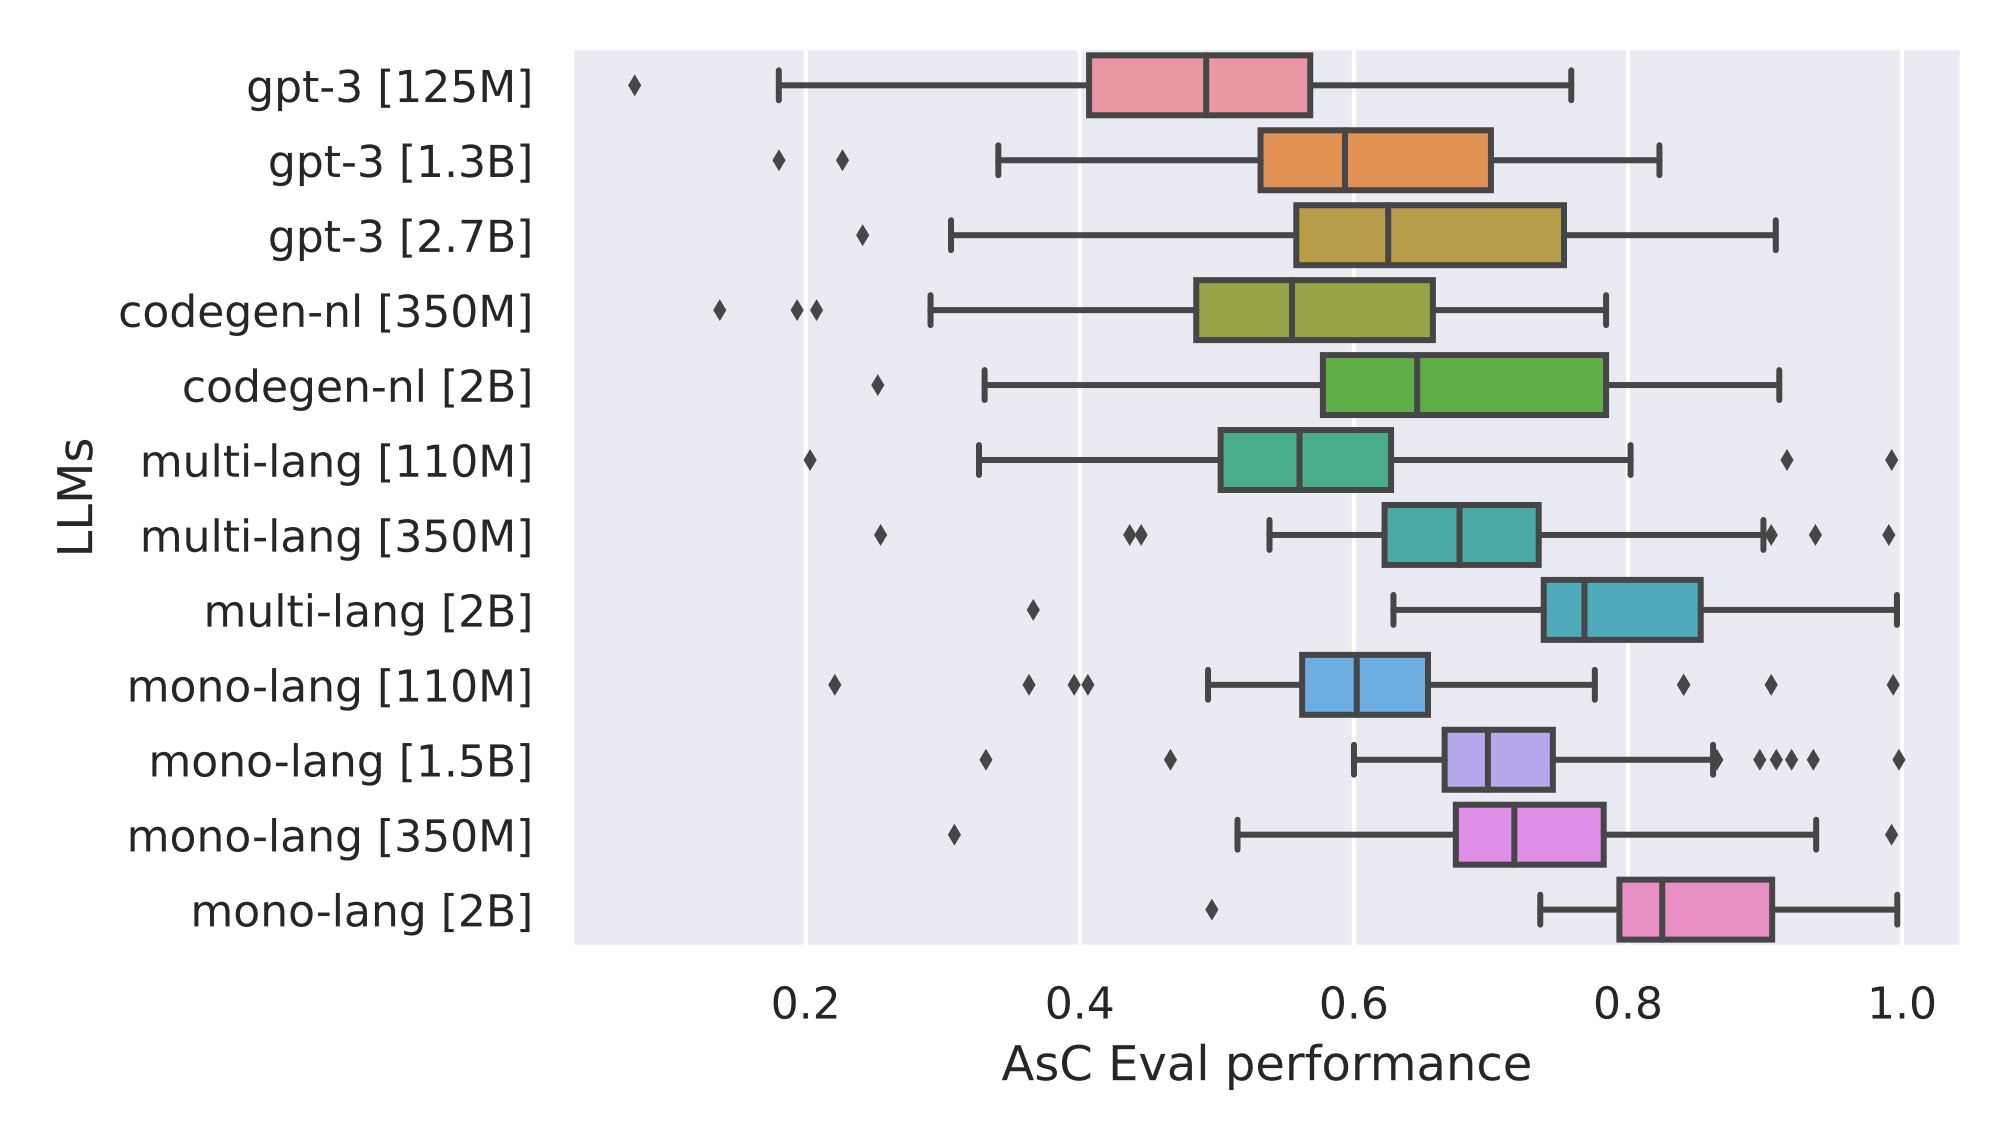 gpt-3 [125M]
gpt-3 [1.3B]
gpt-3 [2.7B]
codegen-nl [350M]
codegen-nl [2B]
multi-lang [110M]
multi-lang [350M]
multi-lang [2B]
mono-lang [110M]
mono-lang [1.5B]
mono-lang [350M]
mono-lang [2B]
LLMs
0.2 0.4 0.6 0.8 1.0
AsC Eval performance